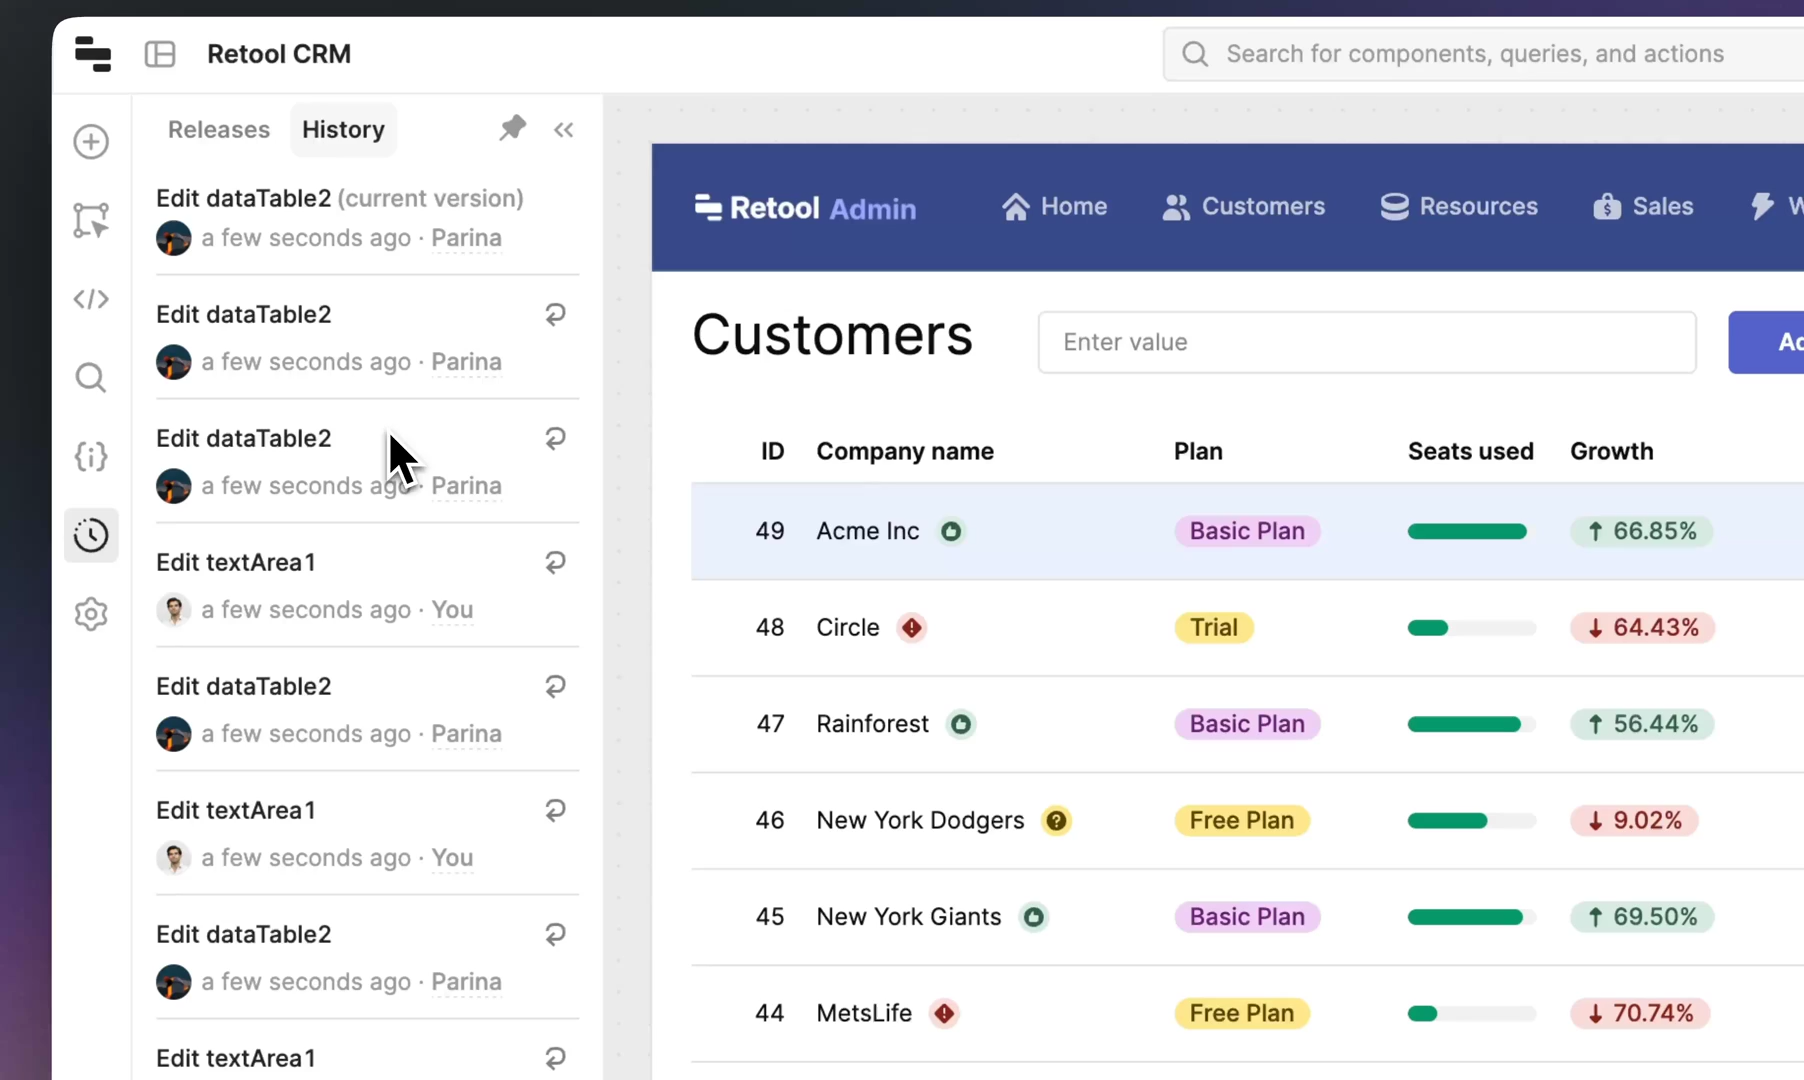 Retool CRM
Search for components, queries, and actions
Releases History
Edit dataTable2 (current version)
a few seconds ago · Parina
Edit dataTable2
a few seconds ago · Parina
Edit dataTable2
a few seconds ago · Parina
Edit textArea1
a few seconds ago · You
Edit dataTable2
a few seconds ago · Parina
Edit textArea1
a few seconds ago · You
Edit dataTable2
a few seconds ago · Parina
Edit textArea1
Retool Admin Home Customers Resources Sales W
Customers Enter value Ad
ID Company name Plan Seats used Growth
49 Acme Inc Basic Plan ↑ 66.85%
48 Circle Trial ↓ 64.43%
47 Rainforest Basic Plan ↑ 56.44%
46 New York Dodgers Free Plan ↓ 9.02%
45 New York Giants Basic Plan ↑ 69.50%
44 MetsLife Free Plan ↓ 70.74%